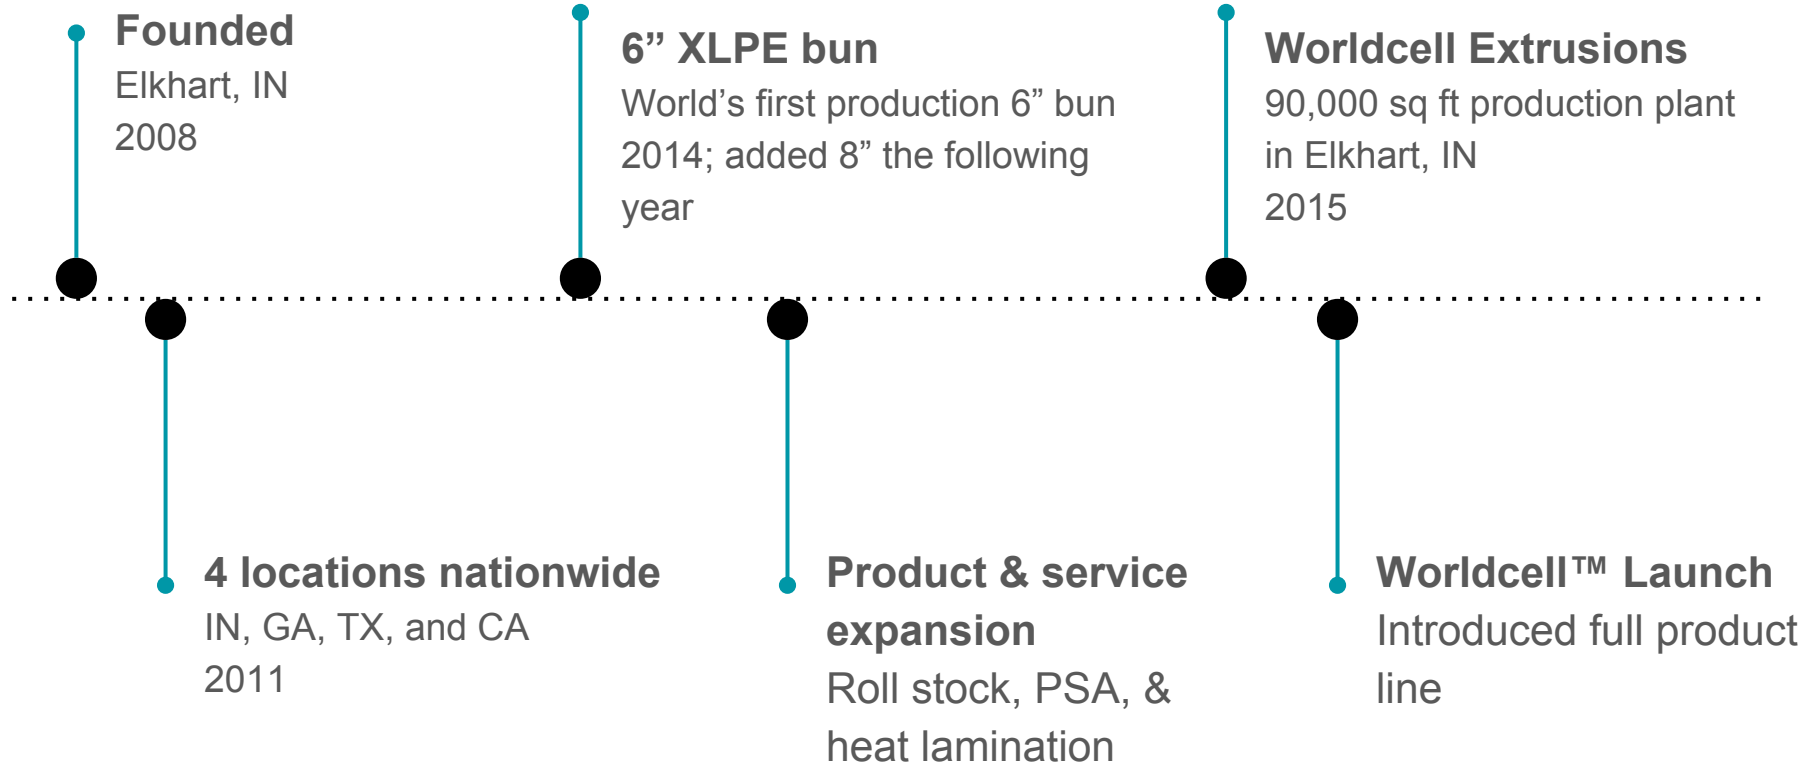 Founded
Elkhart, IN
2008
6” XLPE bun
World’s first production 6” bun
2014; added 8” the following
year
Worldcell Extrusions
90,000 sq ft production plant
in Elkhart, IN
2015
4 locations nationwide
IN, GA, TX, and CA
2011
Product & service
expansion
Roll stock, PSA, &
heat lamination
Worldcell™ Launch
Introduced full product
line